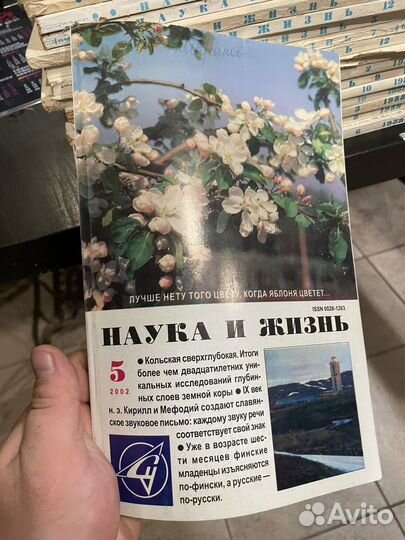 НАУКА И ЖИЗНЬ
ЛУЧШЕ НЕТУ ТОГО ЦВЕТУ, КОГДА ЯБЛОНЯ ЦВЕТЕТ...
ISSN 0028-1263
НАУКА И ЖИЗНЬ
5
2002
● Кольская сверхглубокая. Итоги
более чем двадцатилетних уни-
кальных исследований глубин-
ных слоев земной коры ● IX век
н. э. Кирилл и Мефодий создают славян-
ское звуковое письмо: каждому звуку речи
соответствует свой знак
● Уже в возрасте шес-
ти месяцев финские
младенцы изъясняются
по-фински, а русские —
по-русски.
Avito